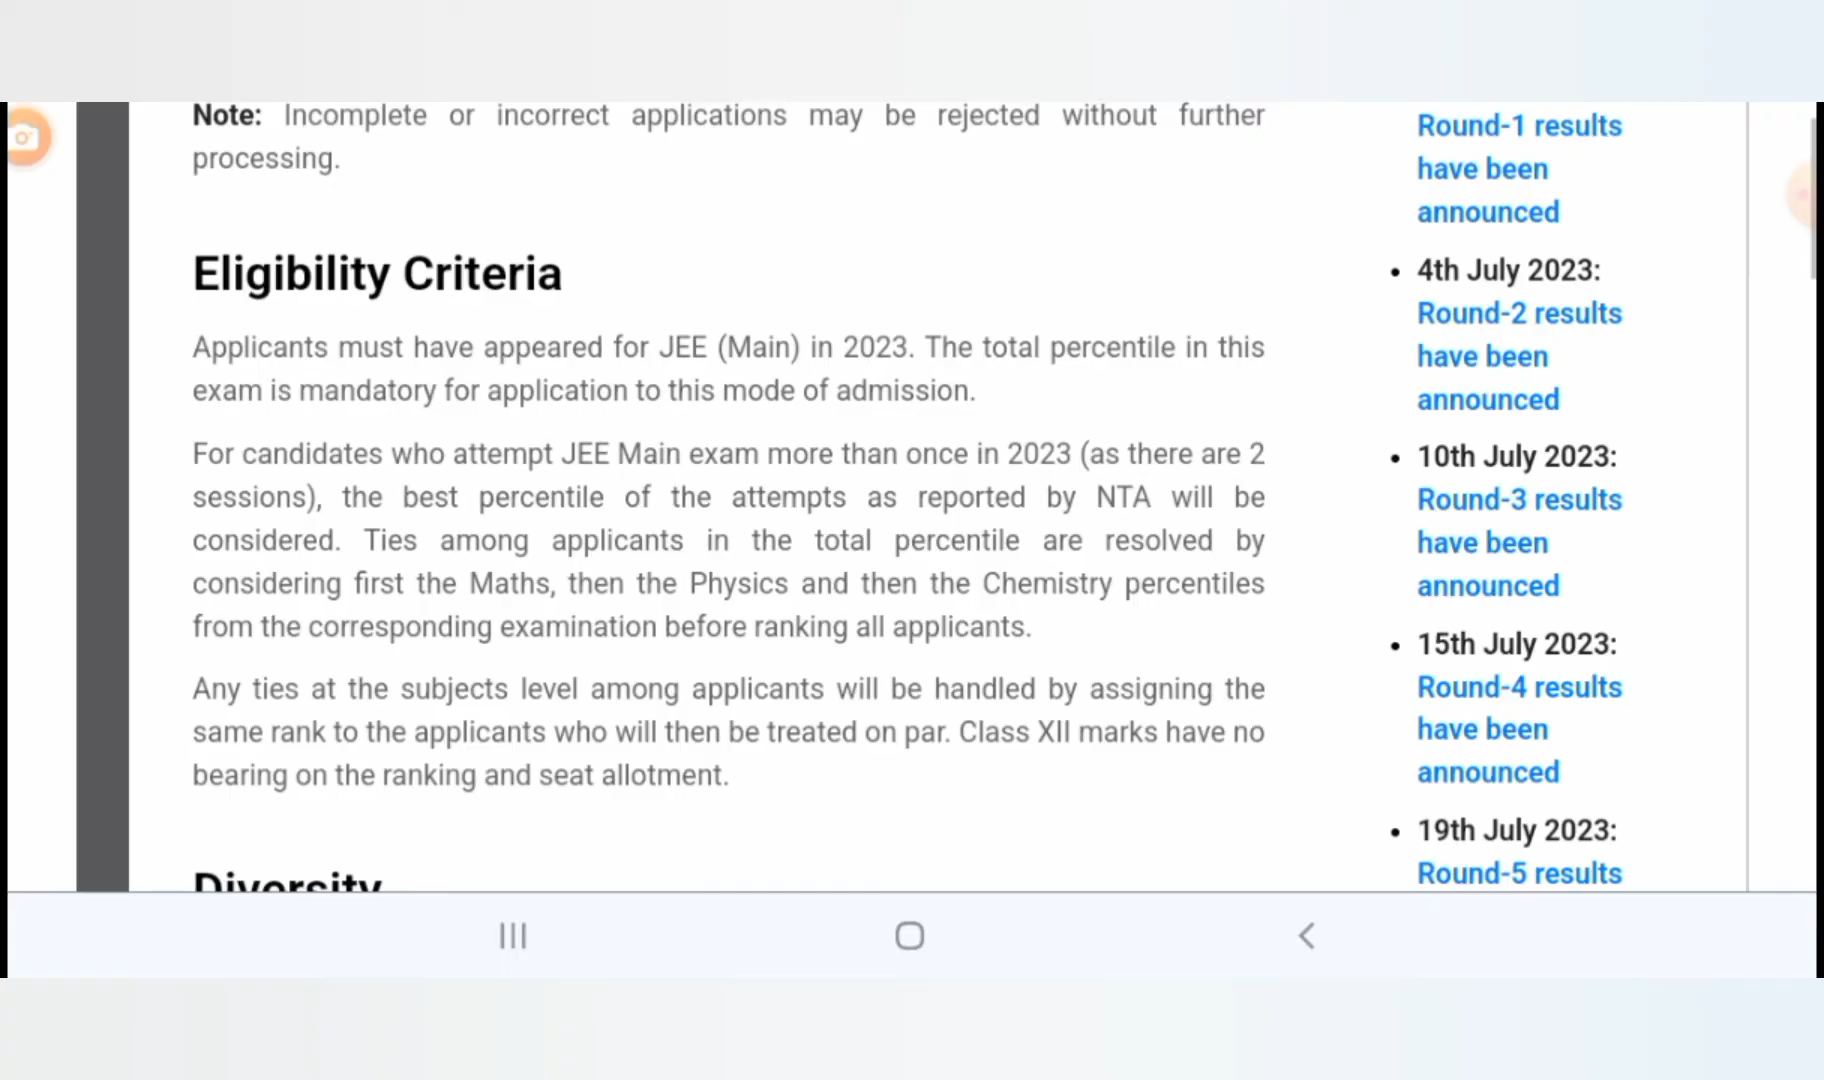 Note: Incomplete or incorrect applications may be rejected without further
processing.
Eligibility Criteria
Applicants must have appeared for JEE (Main) in 2023. The total percentile in this
exam is mandatory for application to this mode of admission.
For candidates who attempt JEE Main exam more than once in 2023 (as there are 2
sessions), the best percentile of the attempts as reported by NTA will be
considered. Ties among applicants in the total percentile are resolved by
considering first the Maths, then the Physics and then the Chemistry percentiles
from the corresponding examination before ranking all applicants.
Any ties at the subjects level among applicants will be handled by assigning the
same rank to the applicants who will then be treated on par. Class XII marks have no
bearing on the ranking and seat allotment.
Diversity
Round-1 results
have been
announced
• 4th July 2023:
Round-2 results
have been
announced
• 10th July 2023:
Round-3 results
have been
announced
• 15th July 2023:
Round-4 results
have been
announced
• 19th July 2023:
Round-5 results